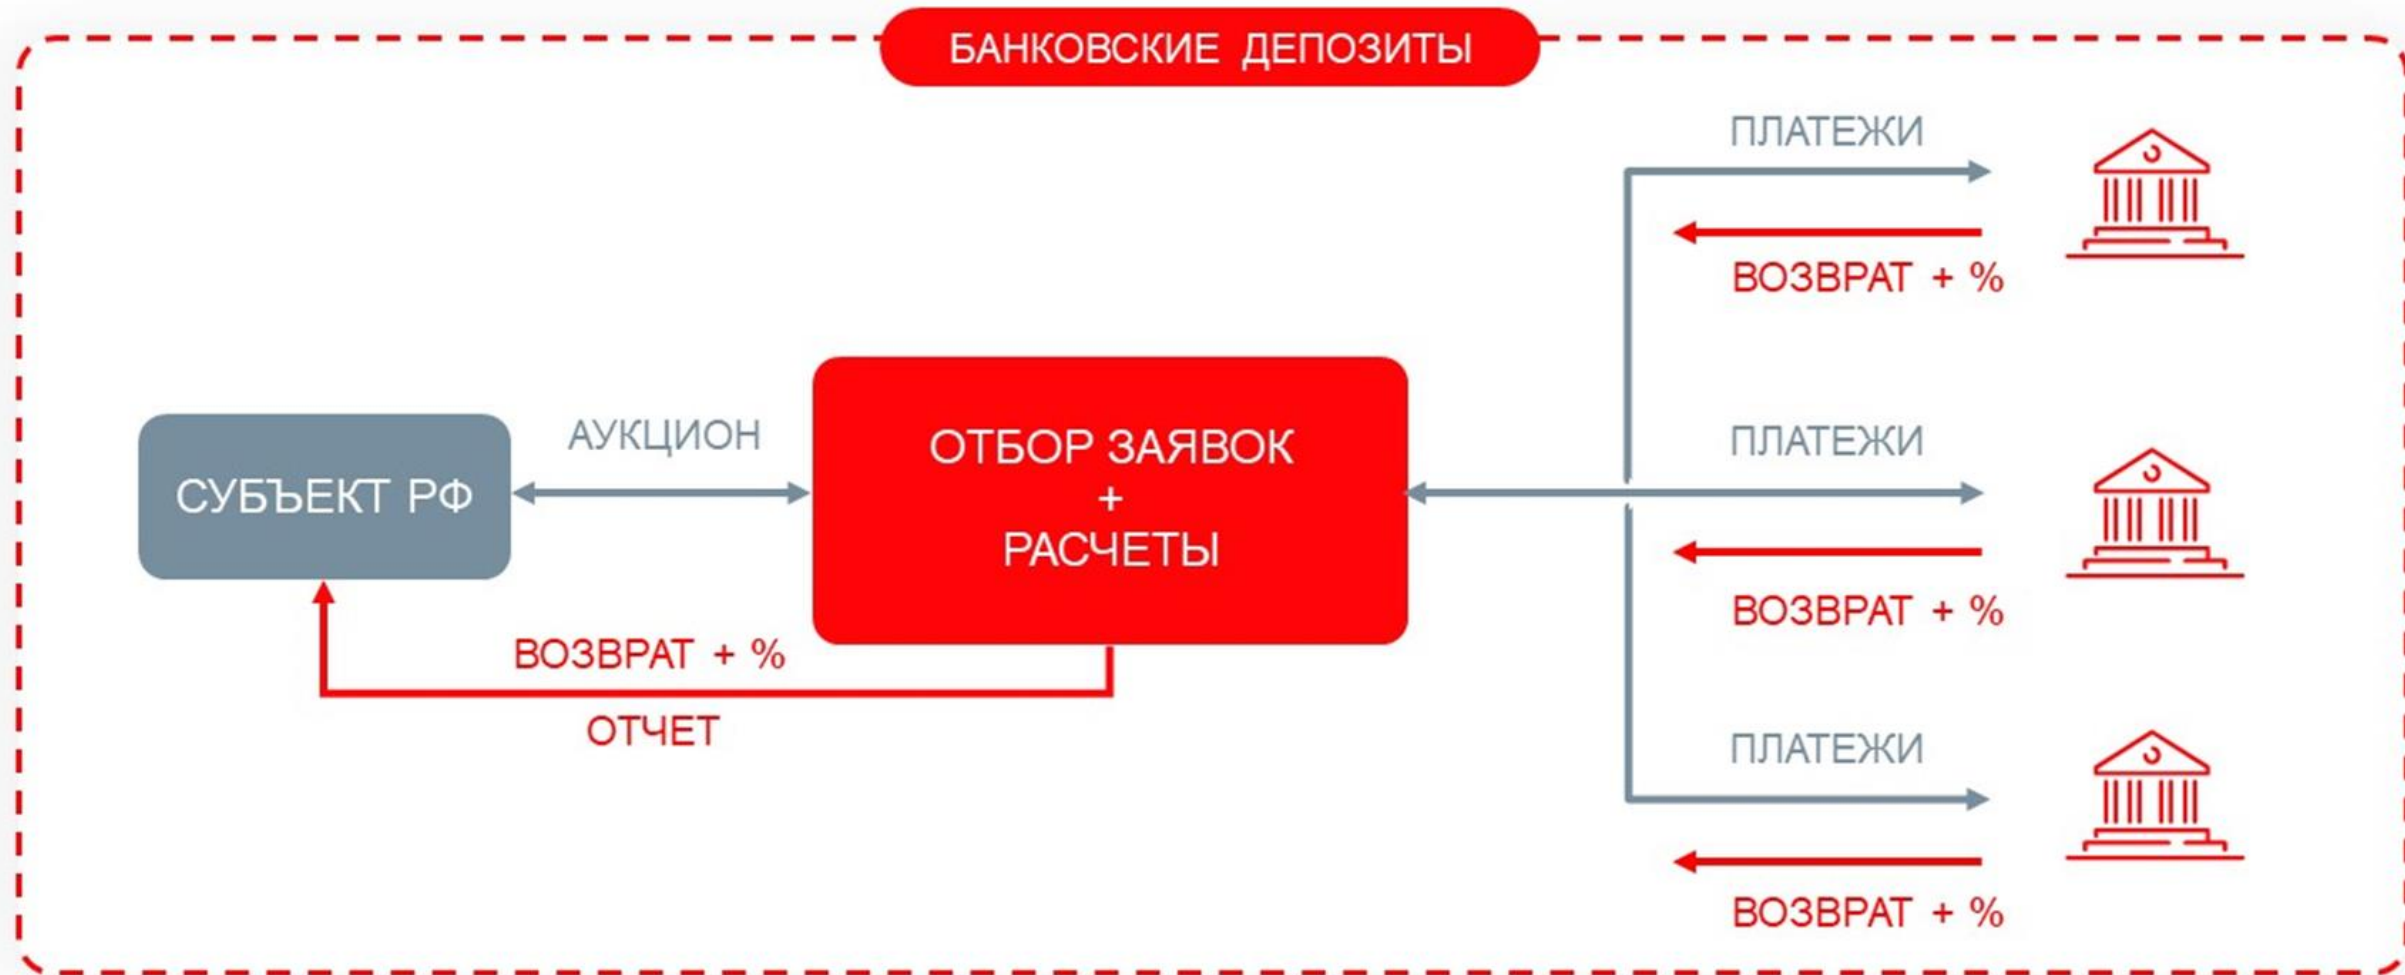 БАНКОВСКИЕ ДЕПОЗИТЫ
ПЛАТЕЖИ
ВОЗВРАТ + %
АУКЦИОН
СУБЪЕКТ РФ
ОТБОР ЗАЯВОК
+
РАСЧЕТЫ
ПЛАТЕЖИ
ВОЗВРАТ + %
ВОЗВРАТ + %
ОТЧЕТ
ПЛАТЕЖИ
ВОЗВРАТ + %